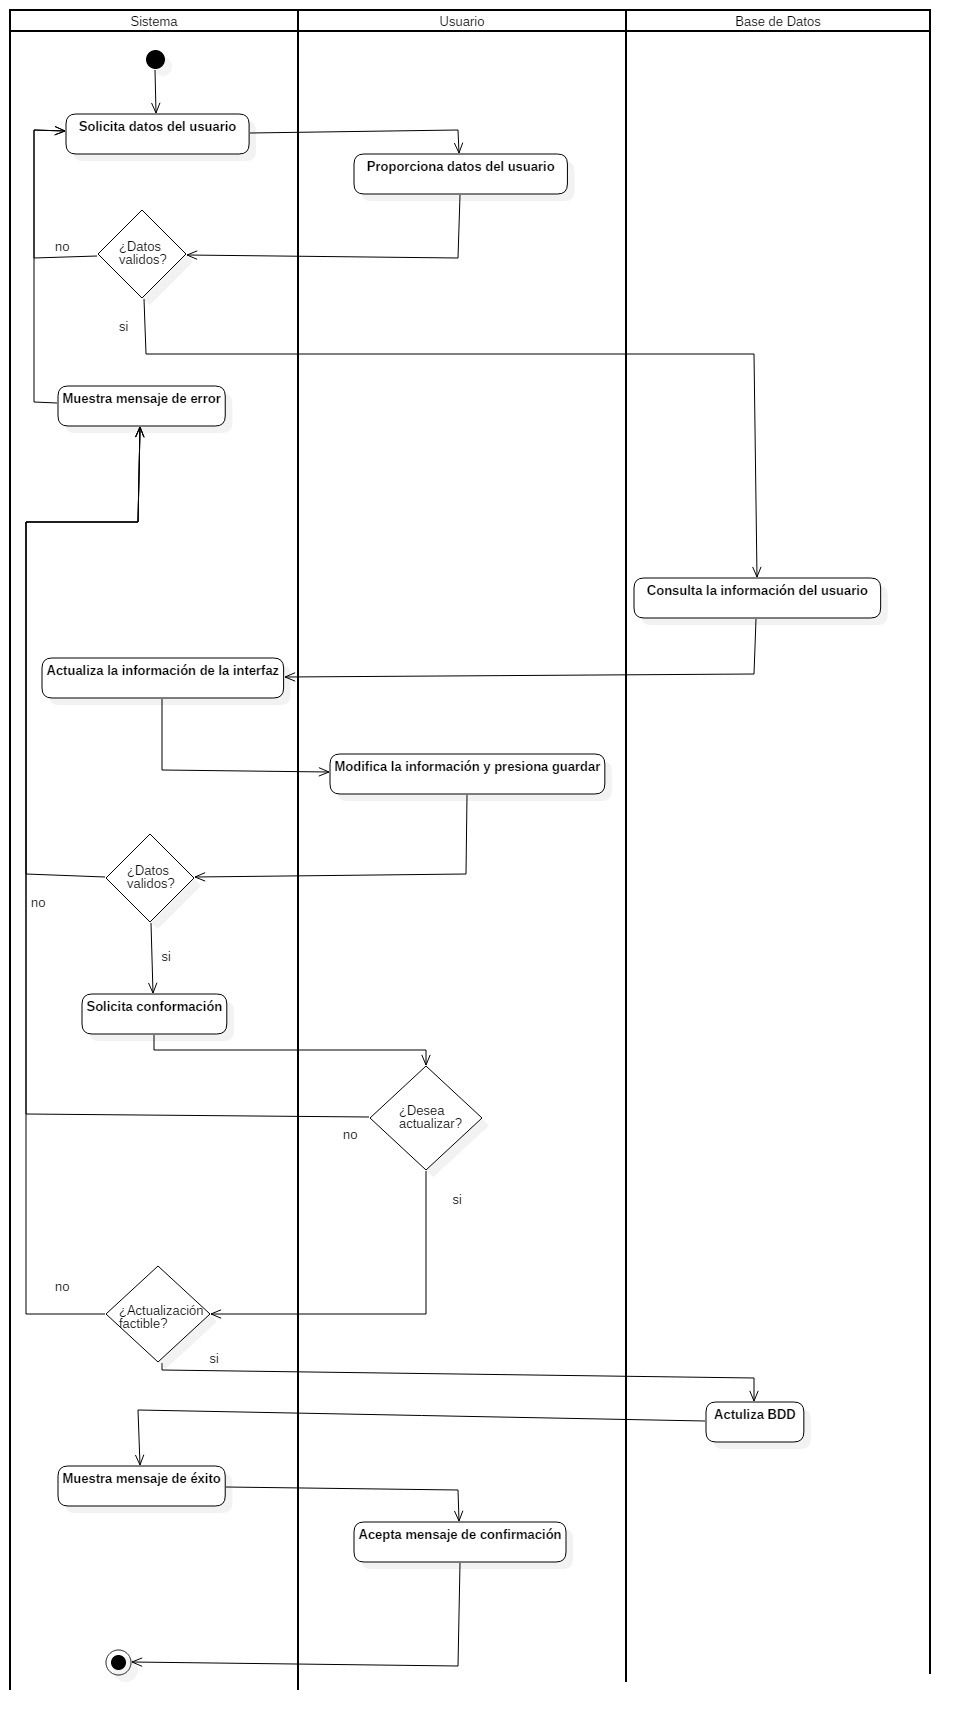 Sistema
Usuario
Base de Datos
Solicita datos del usuario
Proporciona datos del usuario
no
¿Datos
validos?
si
Muestra mensaje de error
Consulta la información del usuario
Actualiza la información de la interfaz
Modifica la información y presiona guardar
¿Datos
validos?
no
si
Solicita conformación
¿Desea
actualizar?
no
si
no
¿Actualización
factible?
si
Actuliza BDD
Muestra mensaje de éxito
Acepta mensaje de confirmación